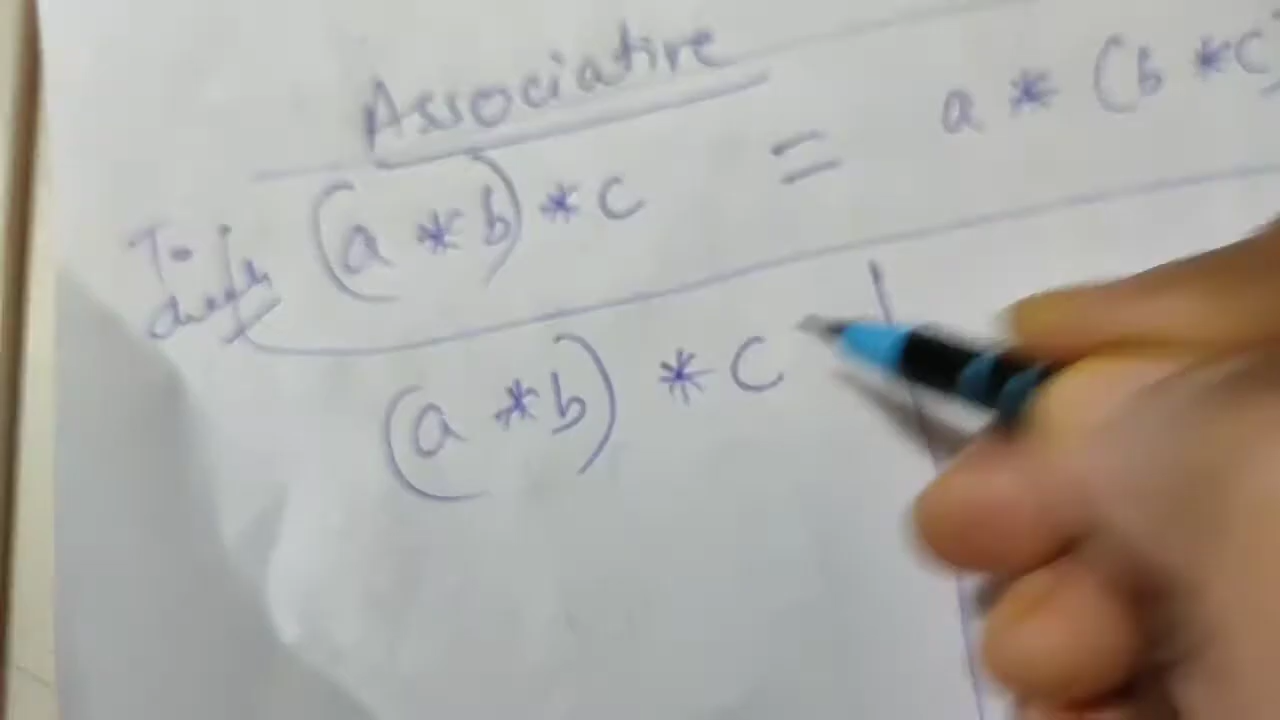 Associative
To (a * b) * c = a * (b * c)
(a * b) * c